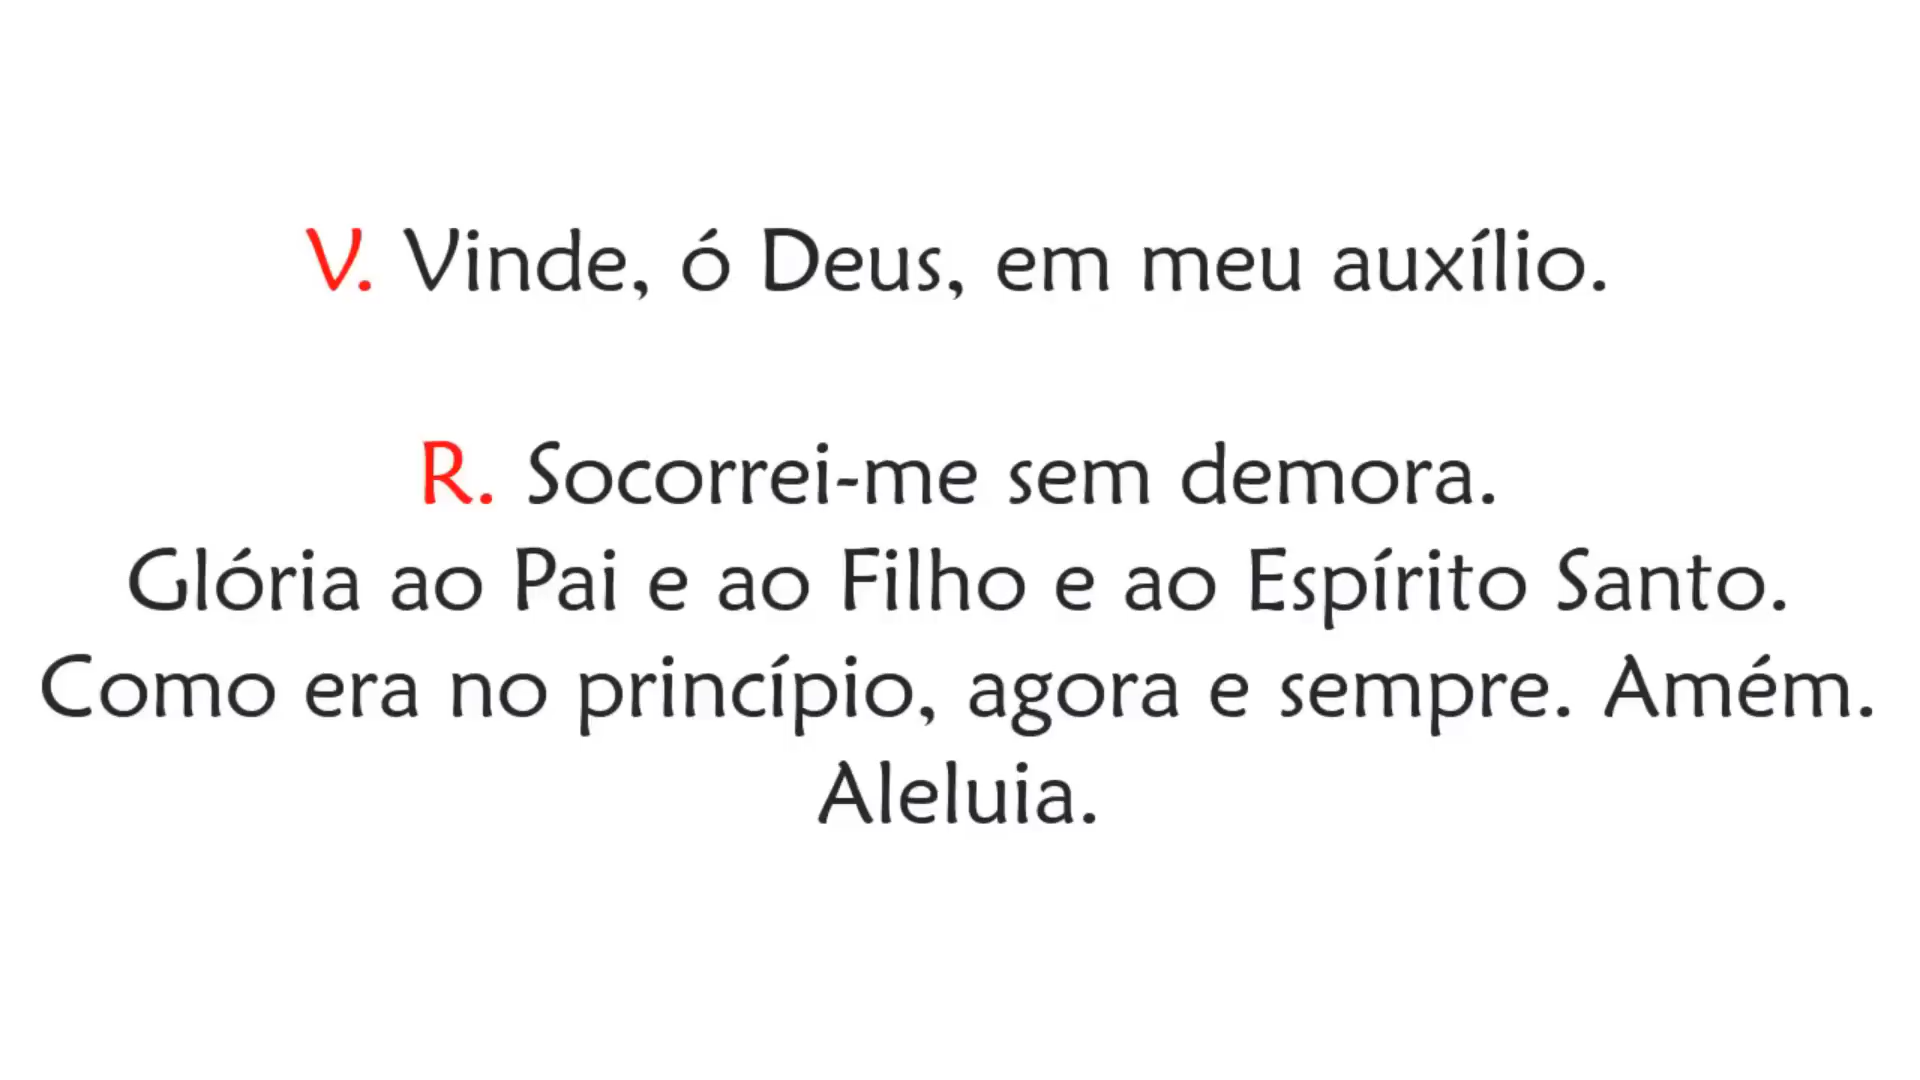 V. Vinde, ó Deus, em meu auxílio.
R. Socorrei-me sem demora.
Glória ao Pai e ao Filho e ao Espírito Santo.
Como era no princípio, agora e sempre. Amém.
Aleluia.